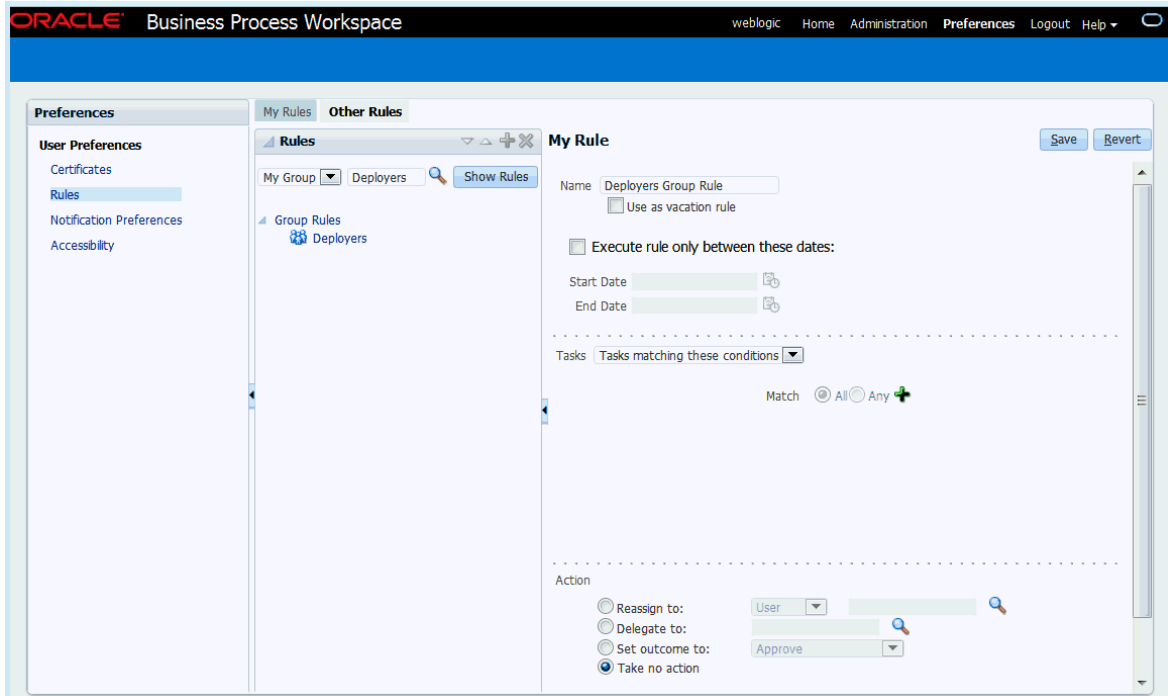 ORACLE Business Process Workspace weblogic Home Administration Preferences Logout Help
Preferences
User Preferences
Certificates
Rules
Notification Preferences
Accessibility
My Rules Other Rules
Rules
My Group Deployers Show Rules
Group Rules
Deployers
My Rule Save Revert
Name Deployers Group Rule
Use as vacation rule
Execute rule only between these dates:
Start Date
End Date
Tasks Tasks matching these conditions
Match All Any
Action
Reassign to: User
Delegate to:
Set outcome to: Approve
Take no action